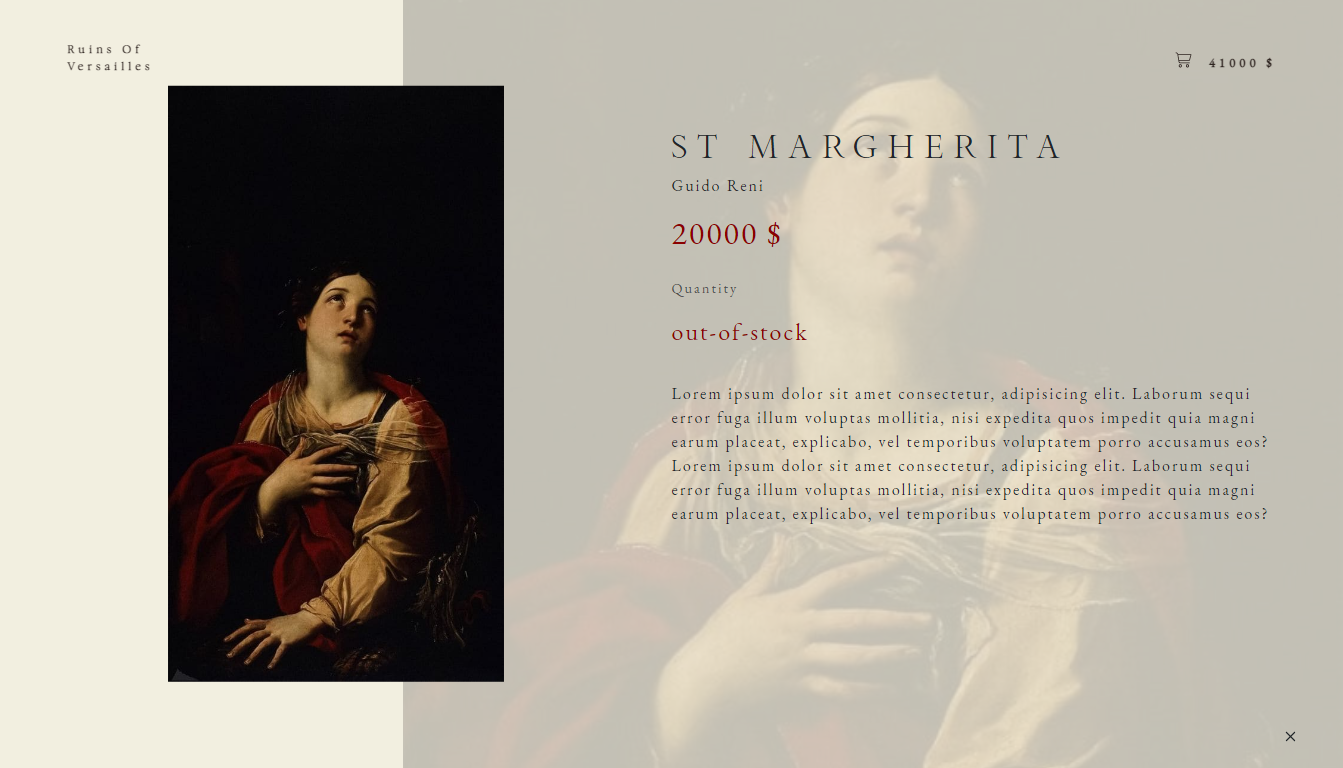 Ruins Of
Versailles
41000 $
ST MARGHERITA
Guido Reni
20000 $
Quantity
out-of-stock
Lorem ipsum dolor sit amet consectetur, adipisicing elit. Laborum sequi
error fuga illum voluptas mollitia, nisi expedita quos impedit quia magni
earum placeat, explicabo, vel temporibus voluptatem porro accusamus eos?
Lorem ipsum dolor sit amet consectetur, adipisicing elit. Laborum sequi
error fuga illum voluptas mollitia, nisi expedita quos impedit quia magni
earum placeat, explicabo, vel temporibus voluptatem porro accusamus eos?